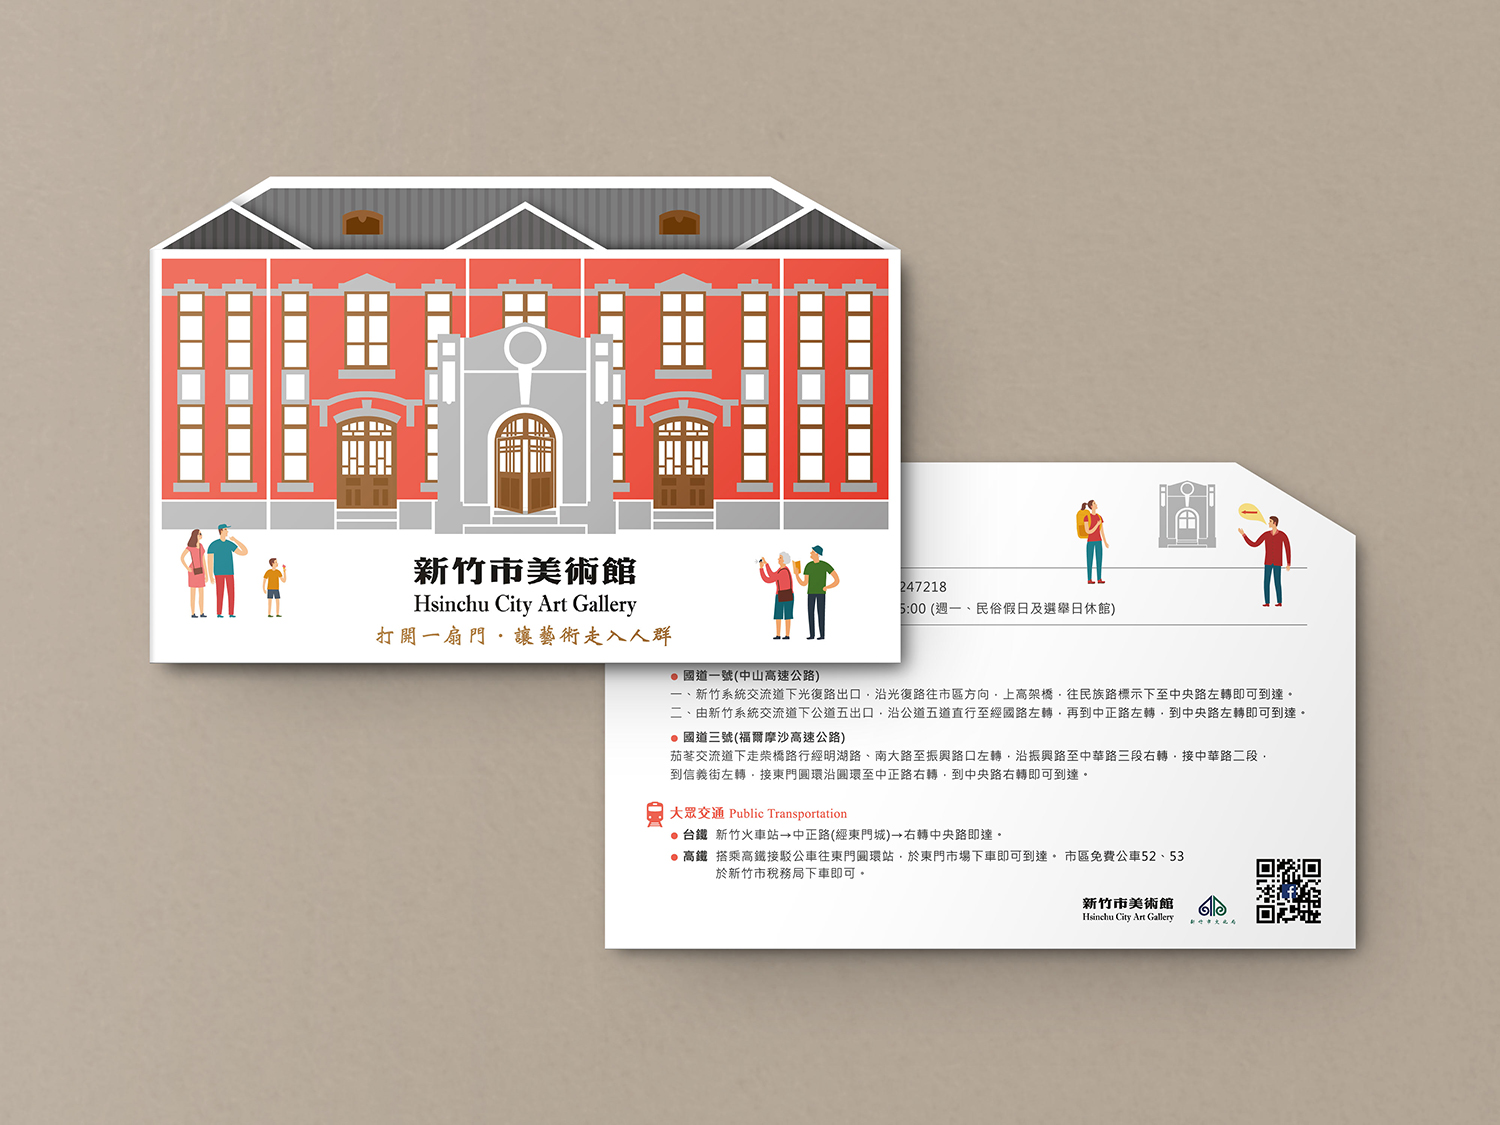 新竹市美術館
Hsinchu City Art Gallery
打開一扇門・讓藝術走入人群
247218
5:00 (週一、民俗假日及選舉日休館)
● 國道一號(中山高速公路)
一、新竹系統交流道下光復路出口，沿光復路往市區方向，上高架橋，往民族路標示下至中央路左轉即可到達。
二、由新竹系統交流道下公道五出口，沿公道五道直行至經國路左轉，再到中正路左轉，到中央路左轉即可到達。
● 國道三號(福爾摩沙高速公路)
茄苳交流道下走柴橋路行經明湖路、南大路至振興路口左轉，沿振興路至中華路三段右轉，接中華路二段，
到信義街左轉，接東門圓環沿圓環至中正路右轉，到中央路右轉即可到達。
大眾交通 Public Transportation
● 台鐵 新竹火車站→中正路(經東門城)→右轉中央路即達。
● 高鐵 搭乘高鐵接駁公車往東門圓環站，於東門市場下車即可到達。 市區免費公車52、53
於新竹市稅務局下車即可。
新竹市美術館
Hsinchu City Art Gallery
新竹市文化局